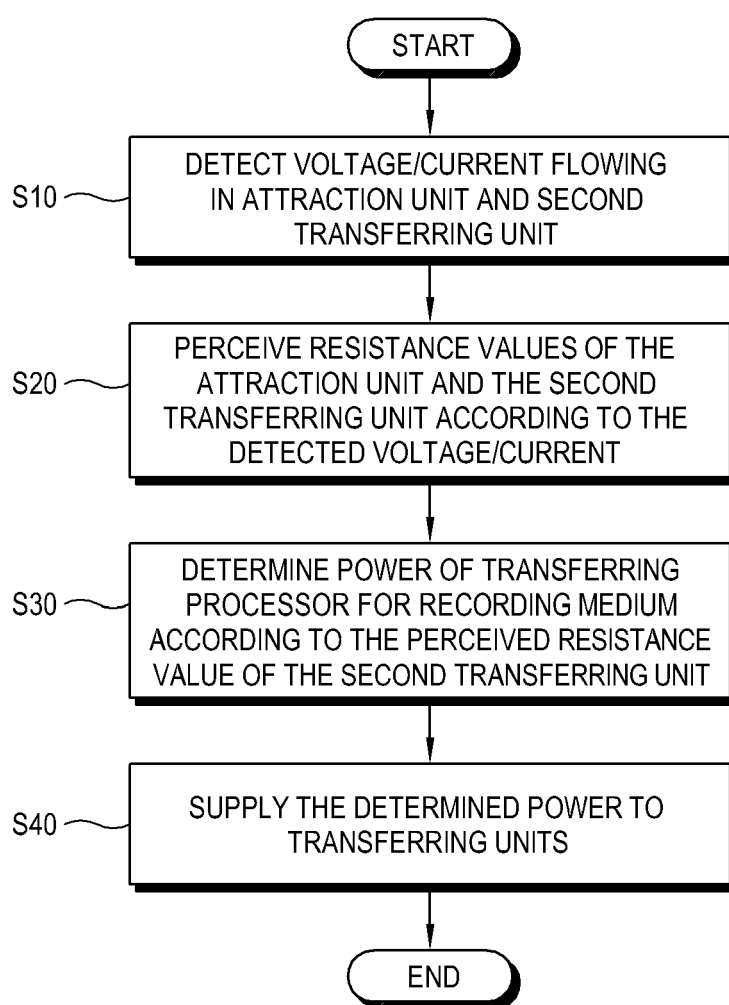 START
S10
DETECT VOLTAGE/CURRENT FLOWING
IN ATTRACTION UNIT AND SECOND
TRANSFERRING UNIT
S20
PERCEIVE RESISTANCE VALUES OF THE
ATTRACTION UNIT AND THE SECOND
TRANSFERRING UNIT ACCORDING TO THE
DETECTED VOLTAGE/CURRENT
S30
DETERMINE POWER OF TRANSFERRING
PROCESSOR FOR RECORDING MEDIUM
ACCORDING TO THE PERCEIVED RESISTANCE
VALUE OF THE SECOND TRANSFERRING UNIT
S40
SUPPLY THE DETERMINED POWER TO
TRANSFERRING UNITS
END